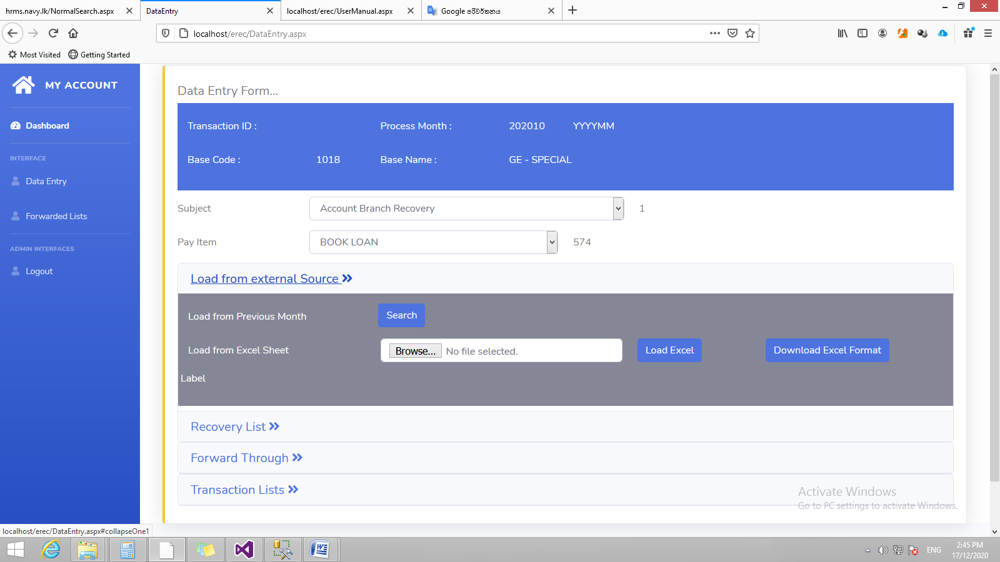 hrms.navy.lk/NormalSearch.aspx
DataEntry
localhost/erec/UserManual.aspx
Google පරිවර්තනය
localhost/erec/DataEntry.aspx
Most Visited
Getting Started
MY ACCOUNT
Dashboard
INTERFACE
Data Entry
Forwarded Lists
ADMIN INTERFACES
Logout
Data Entry Form...
Transaction ID :
Process Month :
202010
YYYYMM
Base Code :
1018
Base Name :
GE - SPECIAL
Subject
Account Branch Recovery
1
Pay Item
BOOK LOAN
574
Load from external Source
Load from Previous Month
Search
Load from Excel Sheet
Browse...
No file selected.
Load Excel
Download Excel Format
Label
Recovery List
Forward Through
Transaction Lists
Activate Windows
Go to PC settings to activate Windows.
localhost/erec/DataEntry.aspx#collapseOne1
ENG
2:45 PM
17/12/2020